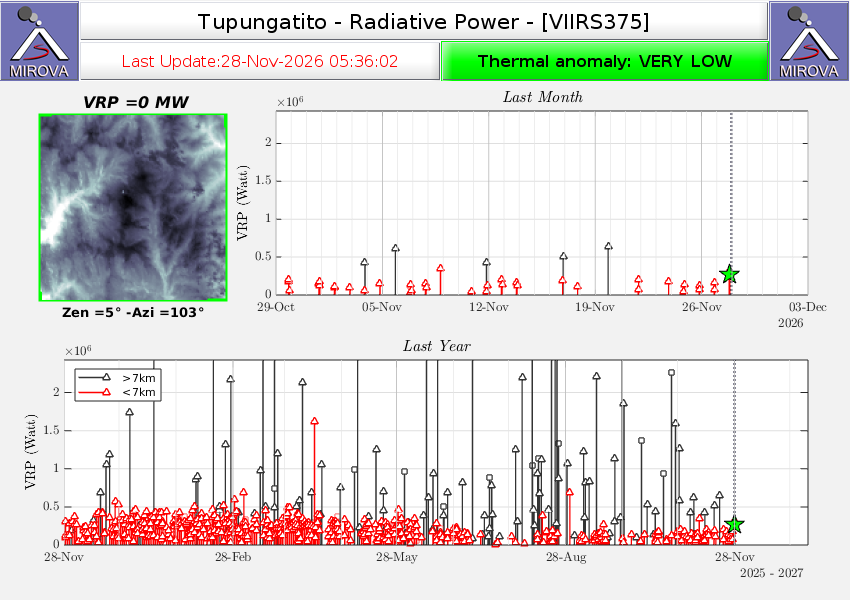 Tupungatito - Radiative Power - [VIIRS375]
MIROVA
Last Update:28-Nov-2026 05:36:02
Thermal anomaly: VERY LOW
MIROVA
VRP =0 MW
Zen =5° -Azi =103°
Last Month
×10⁶
VRP (Watt)
2
1.5
1
0.5
0
29-Oct
05-Nov
12-Nov
19-Nov
26-Nov
03-Dec
2026
Last Year
×10⁶
VRP (Watt)
>7km
<7km
2
1.5
1
0.5
0
28-Nov
28-Feb
28-May
28-Aug
28-Nov
2025 - 2027